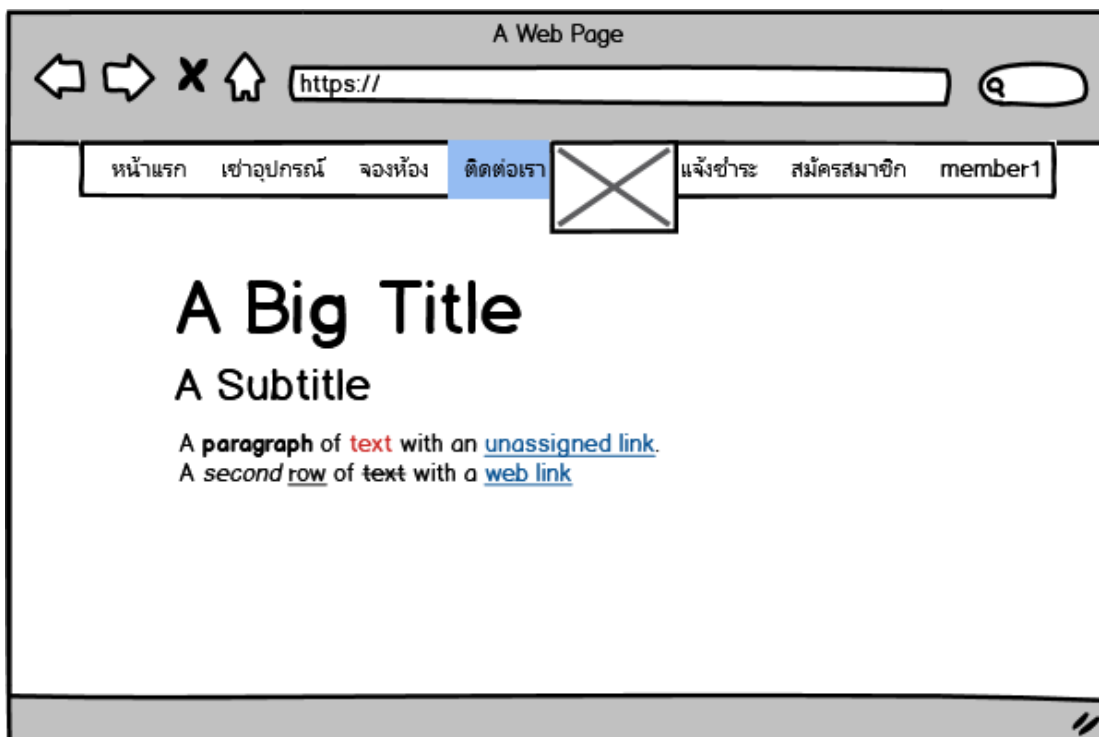 A Web Page
https://
หน้าแรก เช่าอุปกรณ์ จองห้อง ติดต่อเรา แจ้งชำระ สมัครสมาชิก member1
A Big Title
A Subtitle
A paragraph of text with an unassigned link.
A second row of text with a web link